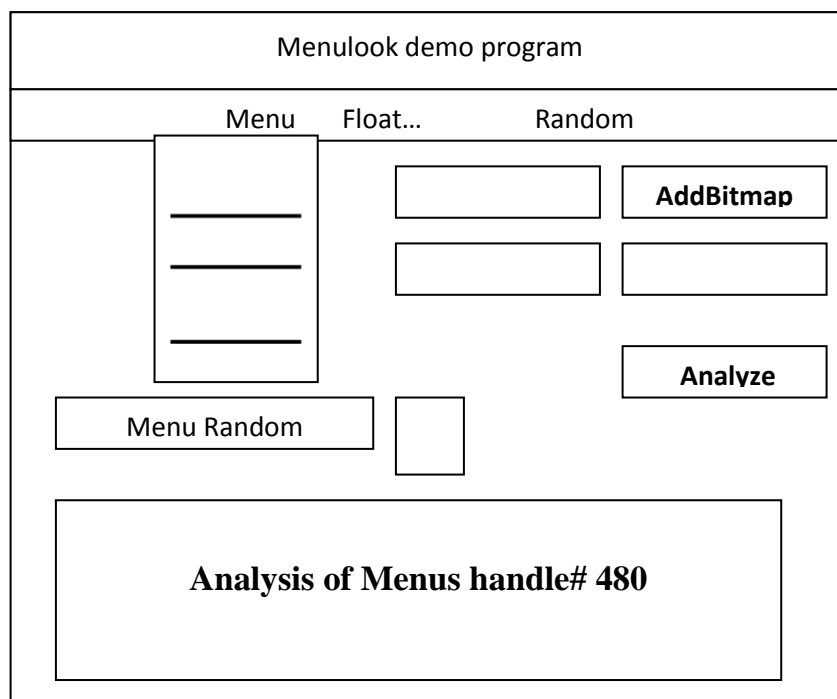 Menulook demo program
Menu Float... Random
AddBitmap
Analyze
Menu Random
Analysis of Menus handle# 480